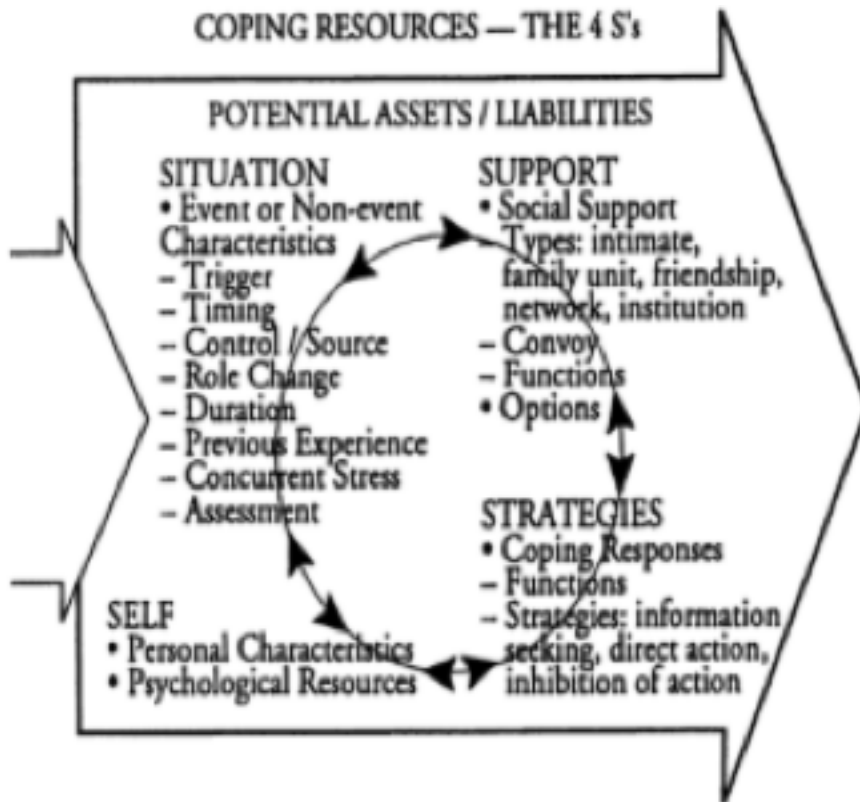 COPING RESOURCES — THE 4 S's
POTENTIAL ASSETS / LIABILITIES
SITUATION
• Event or Non-event
Characteristics
– Trigger
– Timing
– Control / Source
– Role Change
– Duration
– Previous Experience
– Concurrent Stress
– Assessment
SUPPORT
• Social Support
– Types: intimate,
family unit, friendship,
network, institution
– Convoy
– Functions
• Options
SELF
• Personal Characteristics
• Psychological Resources
STRATEGIES
• Coping Responses
– Functions
– Strategies: information
seeking, direct action,
inhibition of action